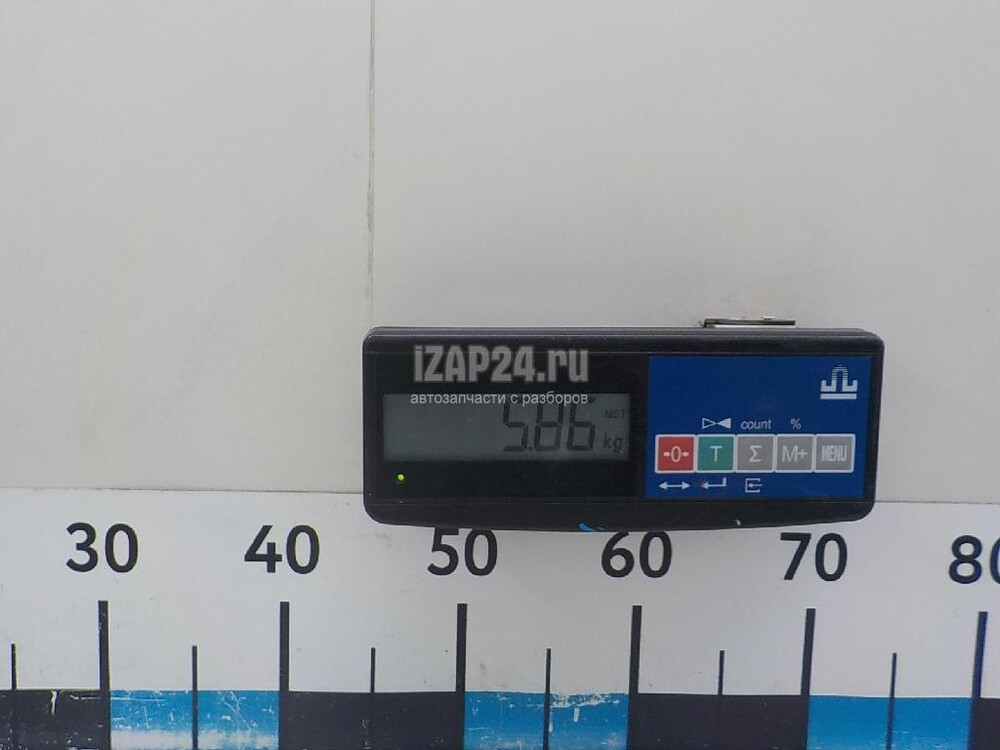 iZAP24.ru
автозапчасти с разборов
5.86 kg
NET
count %
→0← T Σ M+ MENU
30 40 50 60 70 80